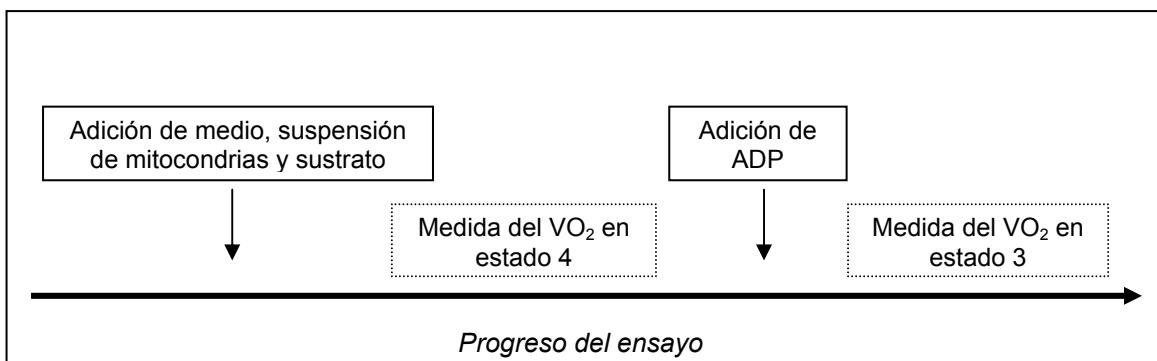 Adición de medio, suspensión
de mitocondrias y sustrato
Adición de
ADP
Medida del VO₂ en
estado 4
Medida del VO₂ en
estado 3
Progreso del ensayo